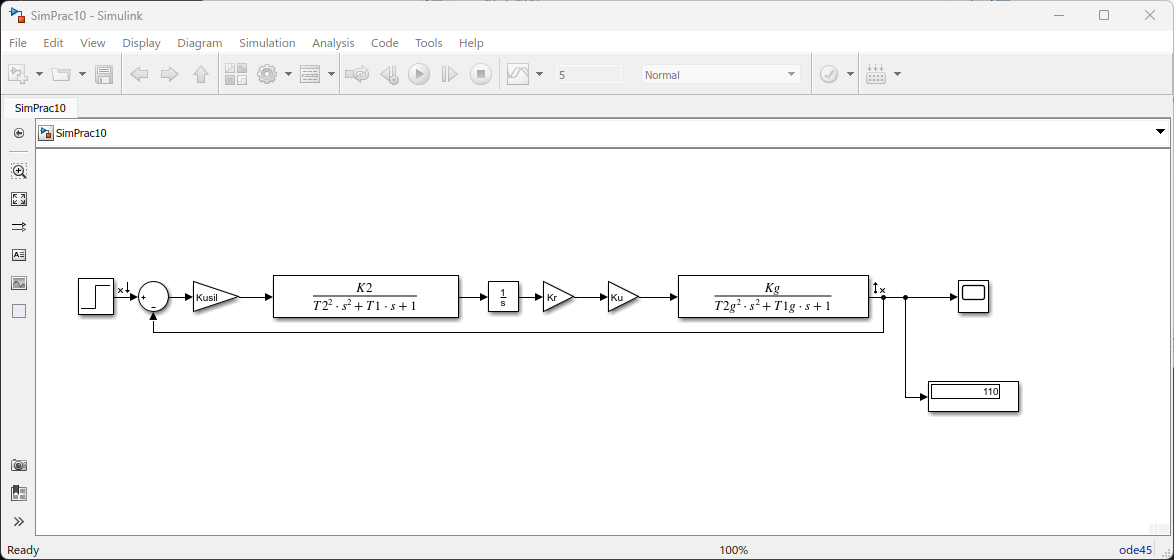 SimPrac10 - Simulink
File Edit View Display Diagram Simulation Analysis Code Tools Help
5 Normal
SimPrac10
SimPrac10
+
−
Kusil
K2
T2² · s² + T1 · s + 1
1
s
Kr
Ku
Kg
T2g² · s² + T1g · s + 1
110
Ready 100% ode45